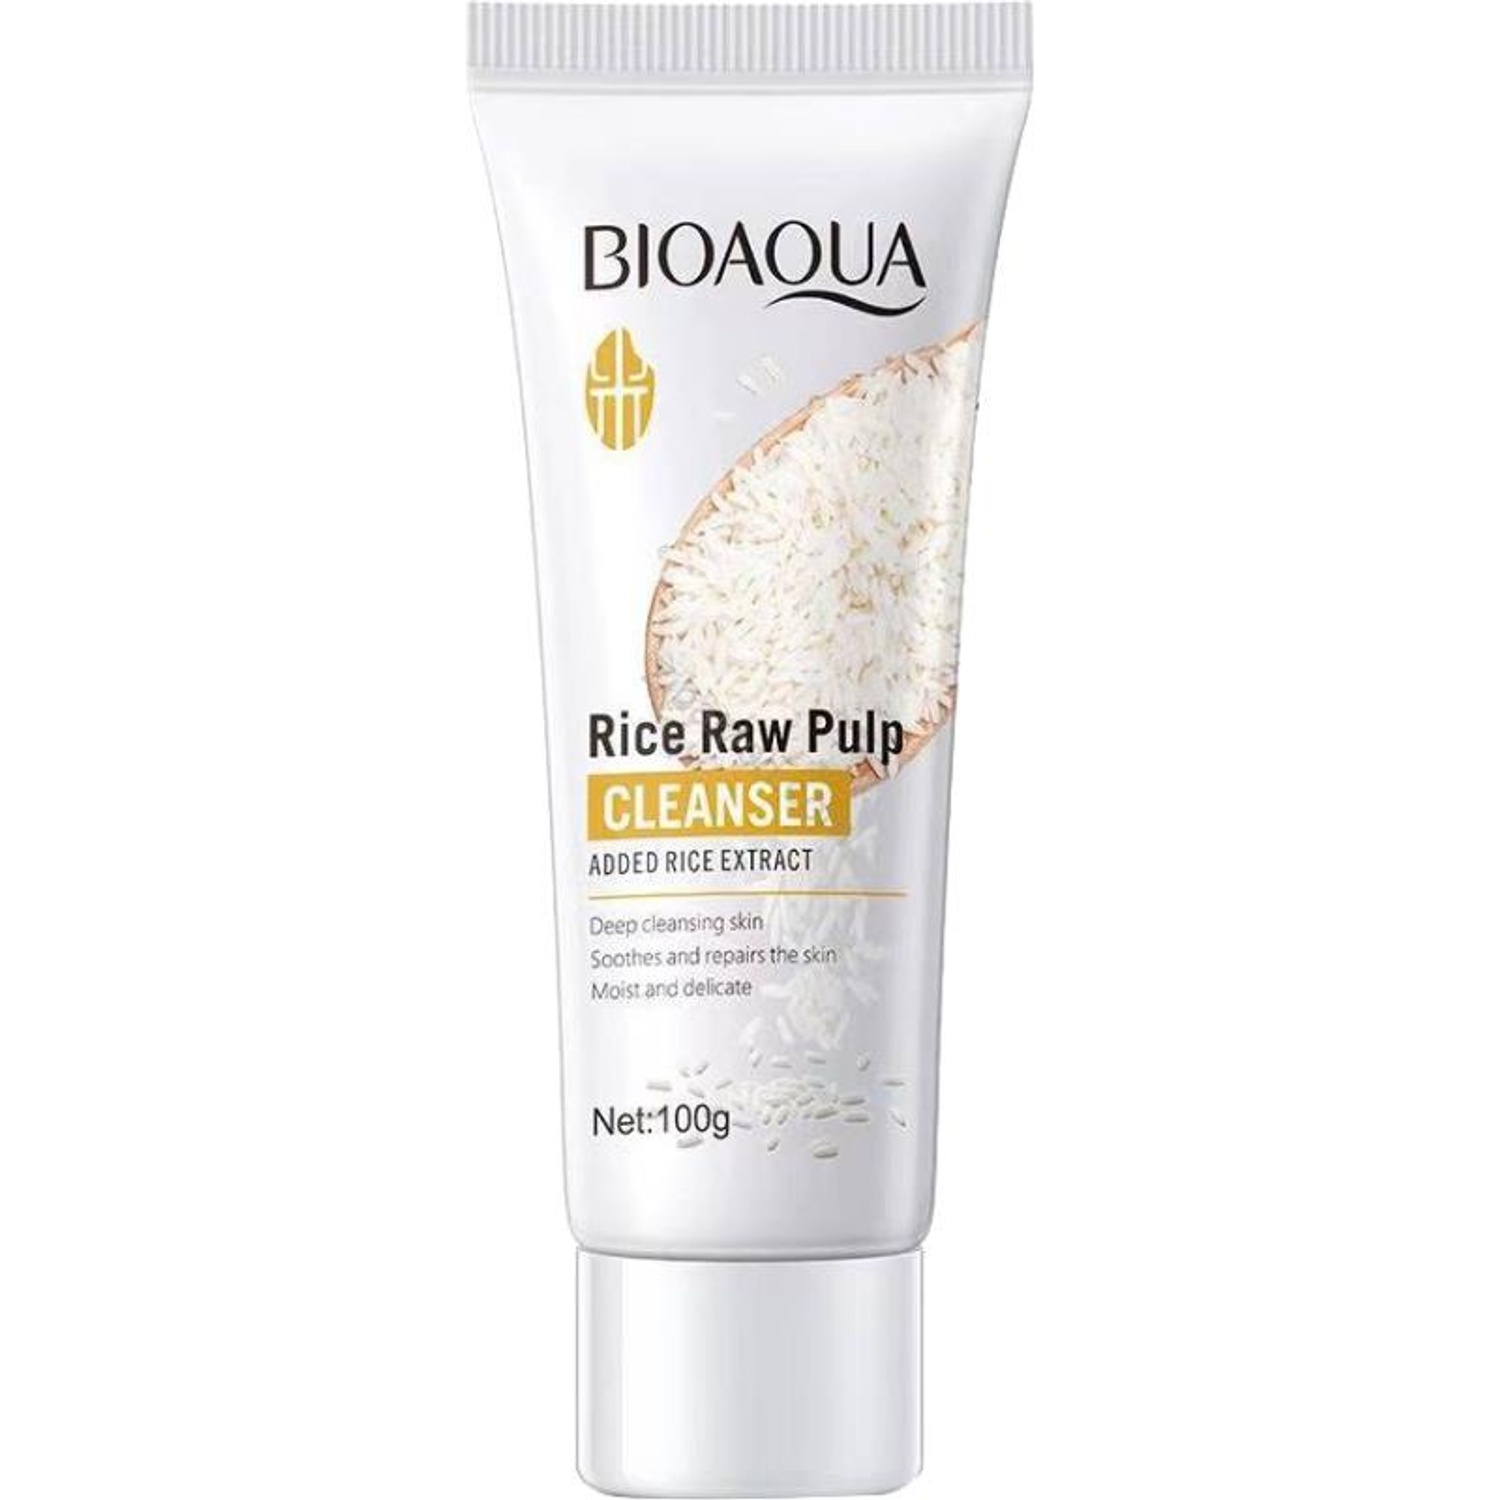 BIOAQUA
Rice Raw Pulp
CLEANSER
ADDED RICE EXTRACT
Deep cleansing skin
Soothes and repairs the skin
Moist and delicate
Net:100g